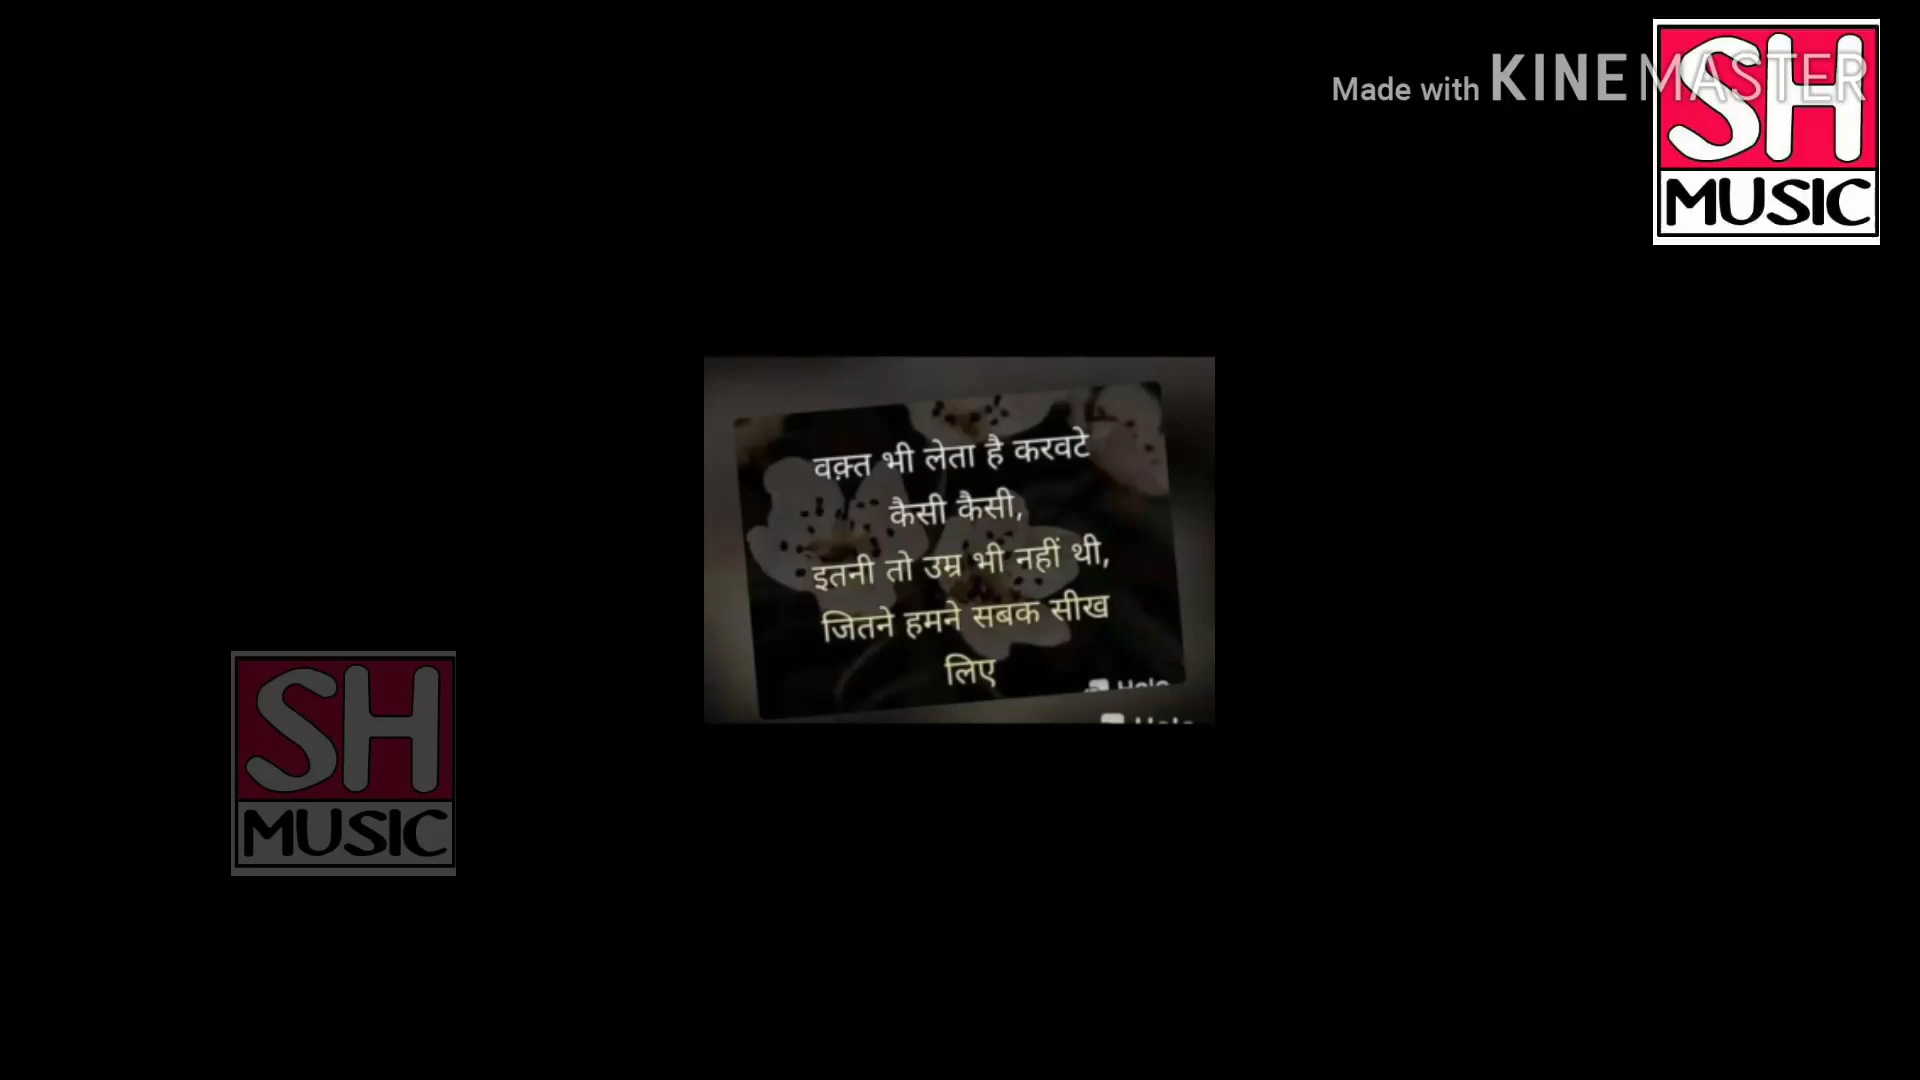 Made with KINEMASTER
SH
MUSIC
वक़्त भी लेता है करवटे
कैसी कैसी,
इतनी तो उम्र भी नहीं थी,
जितने हमने सबक सीख
लिए
SH
MUSIC